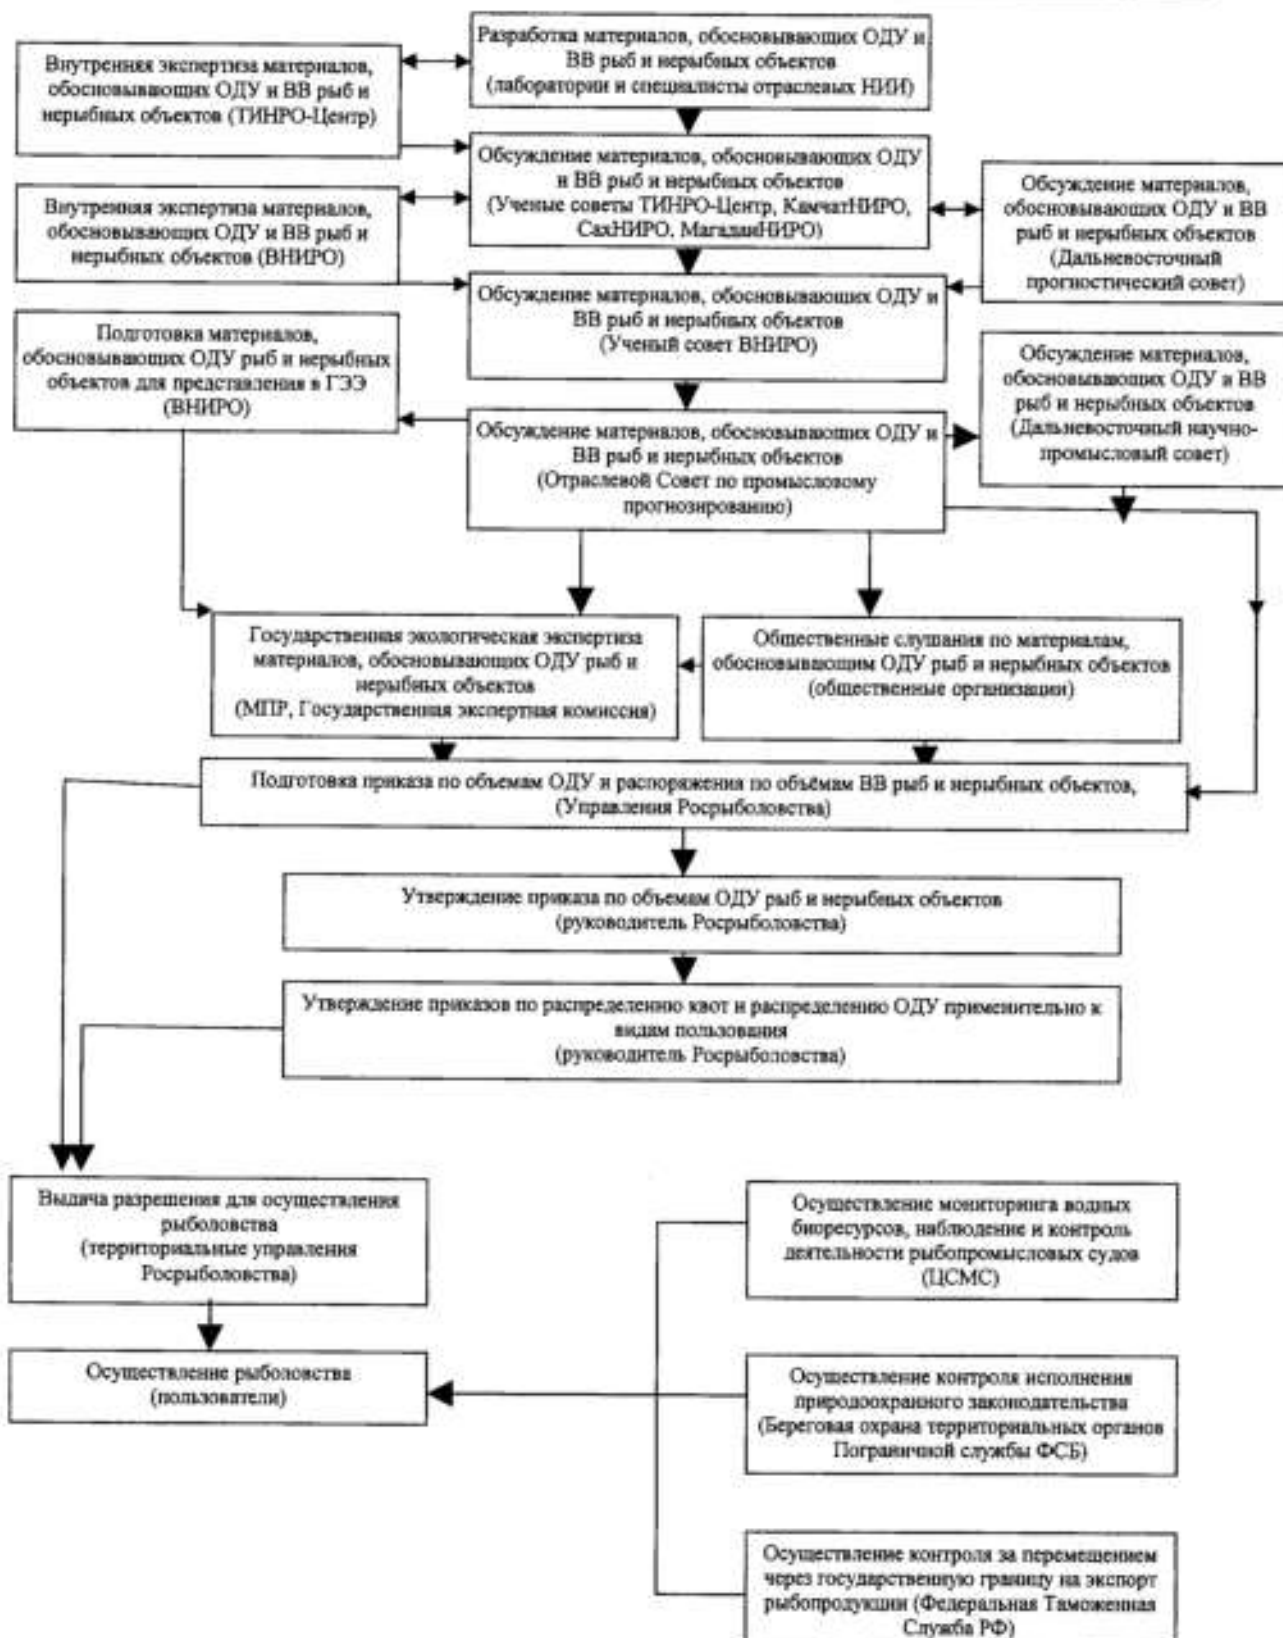 Разработка материалов, обосновывающих ОДУ и
ВВ рыб и нерыбных объектов
(лаборатории и специалисты отраслевых НИИ)
Внутренняя экспертиза материалов,
обосновывающих ОДУ и ВВ рыб и
нерыбных объектов (ТИНРО-Центр)
Обсуждение материалов, обосновывающих ОДУ
и ВВ рыб и нерыбных объектов
(Ученые советы ТИНРО-Центр, КамчатНИРО,
СахНИРО, МагаданНИРО)
Внутренняя экспертиза материалов,
обосновывающих ОДУ и ВВ рыб и
нерыбных объектов (ВНИРО)
Обсуждение материалов,
обосновывающих ОДУ и ВВ
рыб и нерыбных объектов
(Дальневосточный
прогностический совет)
Обсуждение материалов, обосновывающих ОДУ и
ВВ рыб и нерыбных объектов
(Ученый совет ВНИРО)
Подготовка материалов,
обосновывающих ОДУ рыб и нерыбных
объектов для представления в ГЭЭ
(ВНИРО)
Обсуждение материалов,
обосновывающих ОДУ и ВВ
рыб и нерыбных объектов
(Дальневосточный научно-
промысловый совет)
Обсуждение материалов, обосновывающих ОДУ и
ВВ рыб и нерыбных объектов
(Отраслевой Совет по промысловому
прогнозированию)
Государственная экологическая экспертиза
материалов, обосновывающих ОДУ рыб и
нерыбных объектов
(МПР, Государственная экспертная комиссия)
Общественные слушания по материалам,
обосновывающим ОДУ рыб и нерыбных объектов
(общественные организации)
Подготовка приказа по объемам ОДУ и распоряжения по объёмам ВВ рыб и нерыбных объектов,
(Управления Росрыболовства)
Утверждение приказа по объемам ОДУ рыб и нерыбных объектов
(руководитель Росрыболовства)
Утверждение приказов по распределению квот и распределению ОДУ применительно к
видам пользования
(руководитель Росрыболовства)
Выдача разрешения для осуществления
рыболовства
(территориальные управления
Росрыболовства)
Осуществление мониторинга водных
биоресурсов, наблюдение и контроль
деятельности рыбопромысловых судов
(ЦСМС)
Осуществление рыболовства
(пользователи)
Осуществление контроля исполнения
природоохранного законодательства
(Береговая охрана территориальных органов
Пограничной службы ФСБ)
Осуществление контроля за перемещением
через государственную границу на экспорт
рыбопродукции (Федеральная Таможенная
Служба РФ)